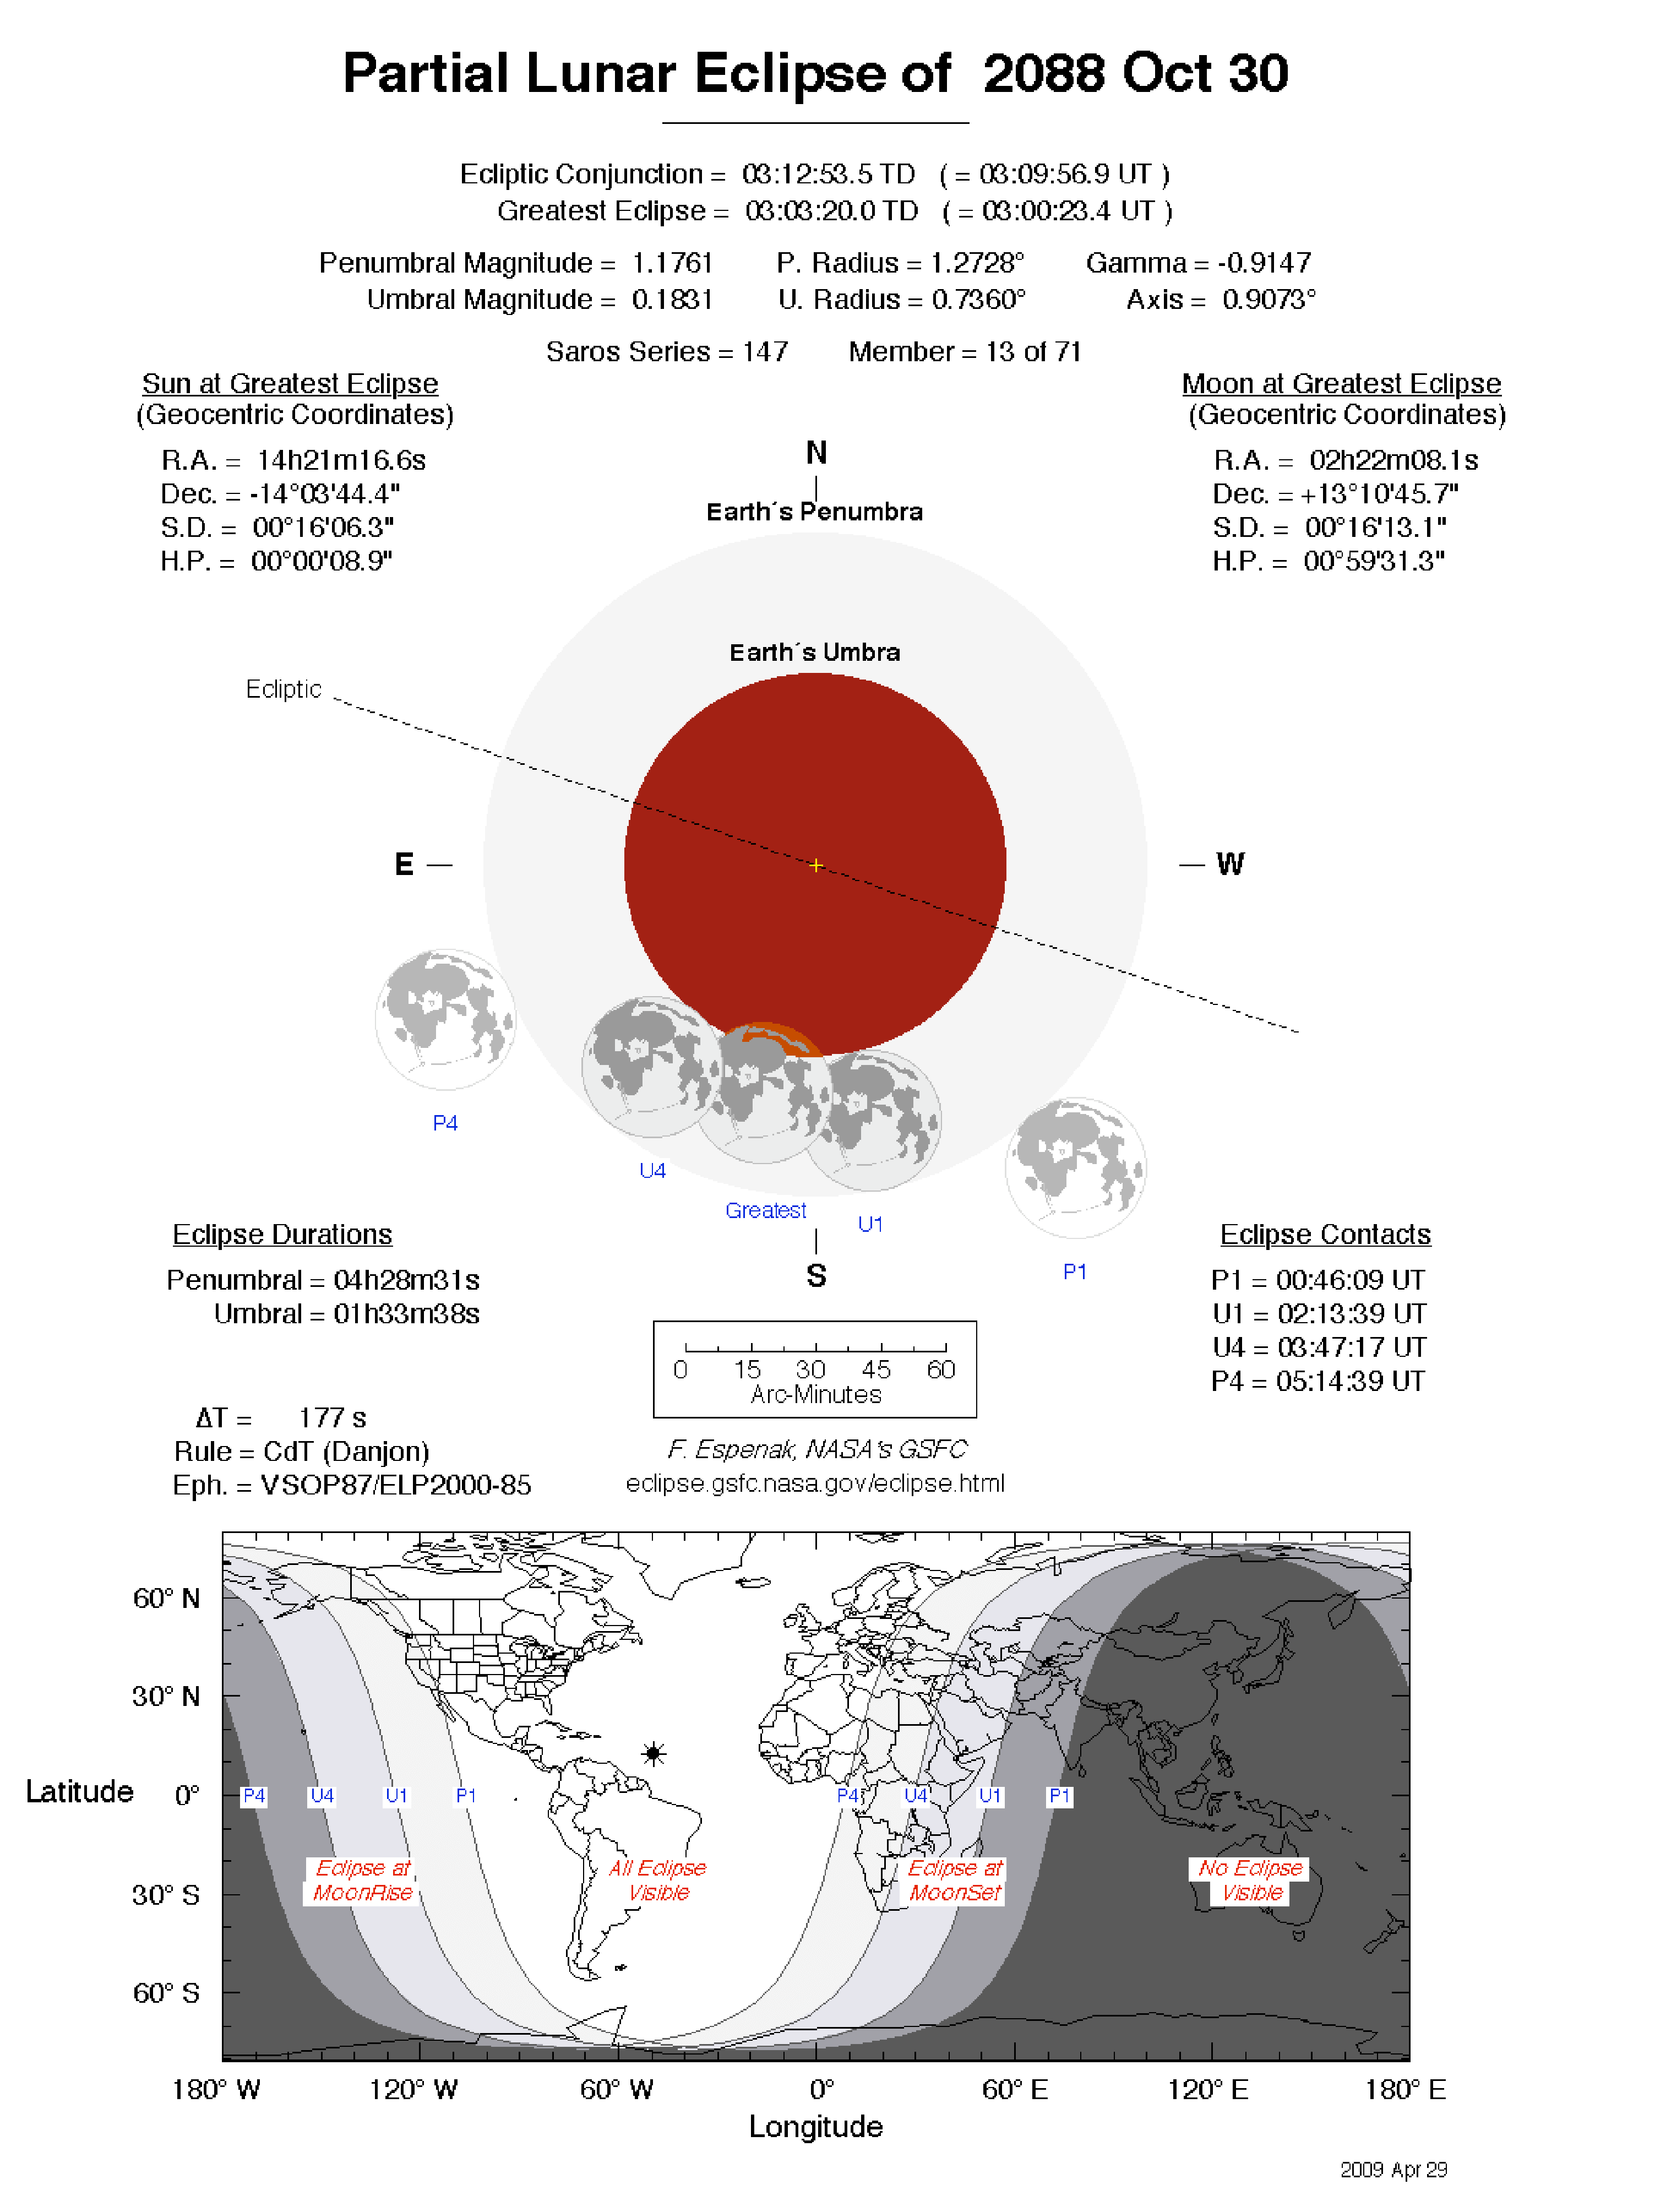 Partial Lunar Eclipse of  2088 Oct 30
Ecliptic Conjunction =  03:12:53.5 TD   ( = 03:09:56.9 UT )
Greatest Eclipse =  03:03:20.0 TD   ( = 03:00:23.4 UT )
Penumbral Magnitude =  1.1761   P. Radius = 1.2728°   Gamma = -0.9147
Umbral Magnitude =  0.1831   U. Radius = 0.7360°   Axis =  0.9073°
Saros Series = 147   Member = 13 of 71
Sun at Greatest Eclipse
(Geocentric Coordinates)
R.A. =  14h21m16.6s
Dec. = -14°03'44.4"
S.D. =  00°16'06.3"
H.P. =  00°00'08.9"
Moon at Greatest Eclipse
(Geocentric Coordinates)
R.A. =  02h22m08.1s
Dec. = +13°10'45.7"
S.D. =  00°16'13.1"
H.P. =  00°59'31.3"
N
Earth´s Penumbra
Earth´s Umbra
Ecliptic
E
W
P4
U4
Greatest
U1
P1
S
Eclipse Durations
Penumbral = 04h28m31s
Umbral = 01h33m38s
Eclipse Contacts
P1 = 00:46:09 UT
U1 = 02:13:39 UT
U4 = 03:47:17 UT
P4 = 05:14:39 UT
0 15 30 45 60
Arc-Minutes
ΔT =      177 s
Rule = CdT (Danjon)
Eph. = VSOP87/ELP2000-85
F. Espenak, NASA's GSFC
eclipse.gsfc.nasa.gov/eclipse.html
60° N
30° N
Latitude
0°
30° S
60° S
P4 U4 U1 P1 P4 U4 U1 P1
Eclipse at
MoonRise
All Eclipse
Visible
Eclipse at
MoonSet
No Eclipse
Visible
180° W 120° W 60° W 0° 60° E 120° E 180° E
Longitude
2009 Apr 29